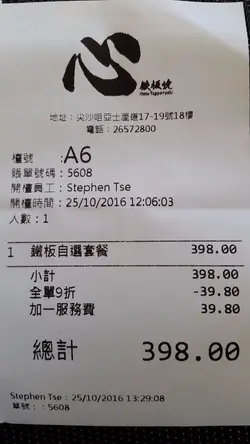 心
鐵板燒
地址：尖沙咀亞士厘道17-19號18樓
電話：26572800
檯號 :A6
賬單號碼：5608
開檯員工：Stephen Tse
開檯時間：25/10/2016 12:06:03
人數：1
1 鐵板自選套餐 398.00
小計 398.00
全單9折 -39.80
加一服務費 39.80
總計 398.00
Stephen Tse：25/10/2016 13:29:08
單號：：5608